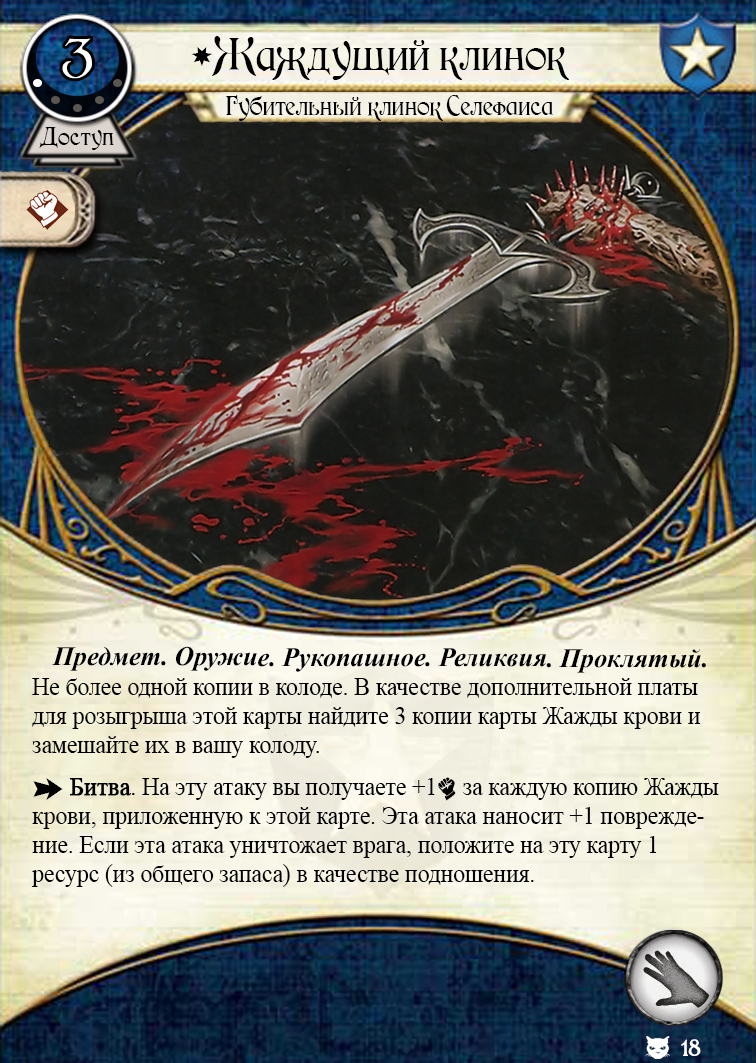 3
Жаждущий клинок
Губительный клинок Селефаиса
Доступ
Предмет. Оружие. Рукопашное. Реликвия. Проклятый.
Не более одной копии в колоде. В качестве дополнительной платы
для розыгрыша этой карты найдите 3 копии карты Жажды крови и
замешайте их в вашу колоду.
Битва. На эту атаку вы получаете +1 за каждую копию Жажды
крови, приложенную к этой карте. Эта атака наносит +1 поврежде-
ние. Если эта атака уничтожает врага, положите на эту карту 1
ресурс (из общего запаса) в качестве подношения.
18